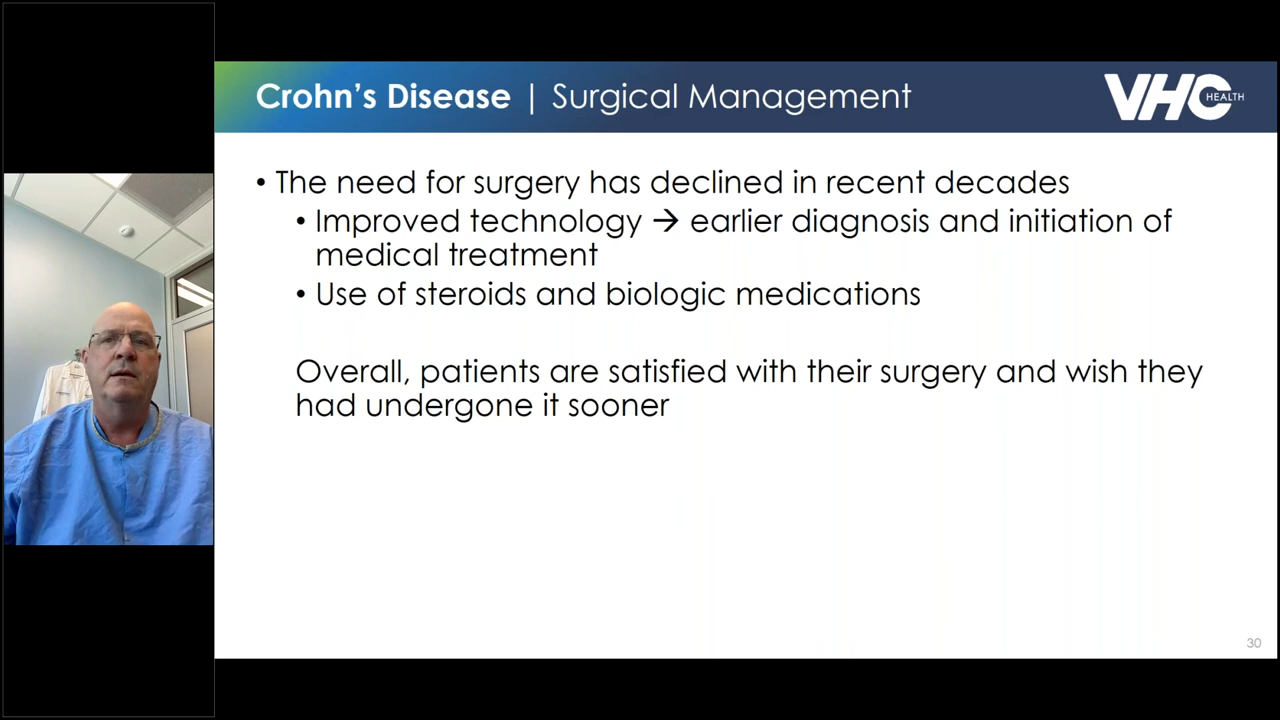 Crohn's Disease | Surgical Management
VHC HEALTH
• The need for surgery has declined in recent decades
• Improved technology → earlier diagnosis and initiation of
medical treatment
• Use of steroids and biologic medications
Overall, patients are satisfied with their surgery and wish they
had undergone it sooner
30